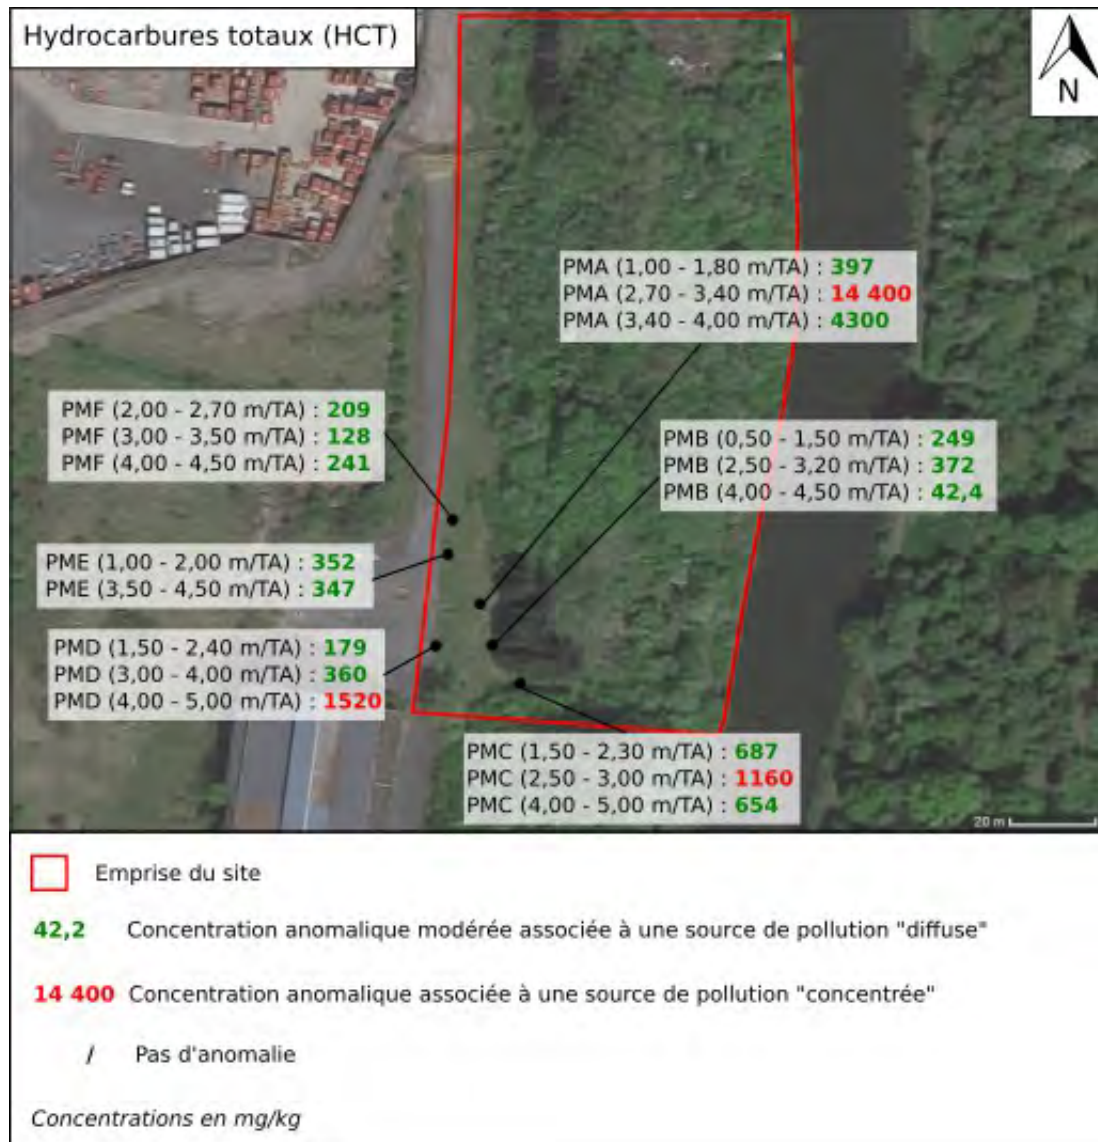 Hydrocarbures totaux (HCT)
N
PMA (1,00 - 1,80 m/TA) : 397
PMA (2,70 - 3,40 m/TA) : 14 400
PMA (3,40 - 4,00 m/TA) : 4300
PMF (2,00 - 2,70 m/TA) : 209
PMF (3,00 - 3,50 m/TA) : 128
PMF (4,00 - 4,50 m/TA) : 241
PMB (0,50 - 1,50 m/TA) : 249
PMB (2,50 - 3,20 m/TA) : 372
PMB (4,00 - 4,50 m/TA) : 42,4
PME (1,00 - 2,00 m/TA) : 352
PME (3,50 - 4,50 m/TA) : 347
PMD (1,50 - 2,40 m/TA) : 179
PMD (3,00 - 4,00 m/TA) : 360
PMD (4,00 - 5,00 m/TA) : 1520
PMC (1,50 - 2,30 m/TA) : 687
PMC (2,50 - 3,00 m/TA) : 1160
PMC (4,00 - 5,00 m/TA) : 654
20 m
Emprise du site
42,2 Concentration anomalique modérée associée à une source de pollution "diffuse"
14 400 Concentration anomalique associée à une source de pollution "concentrée"
/ Pas d'anomalie
Concentrations en mg/kg